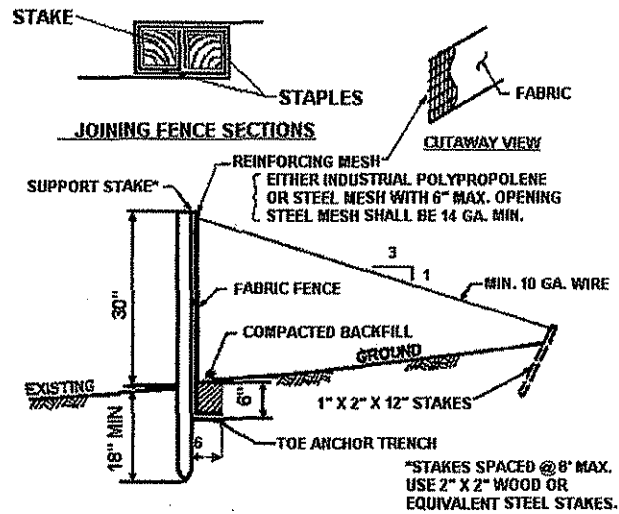 STAKE
STAPLES
FABRIC
JOINING FENCE SECTIONS
CUTAWAY VIEW
REINFORCING MESH
EITHER INDUSTRIAL POLYPROPOLENE
OR STEEL MESH WITH 6" MAX. OPENING
STEEL MESH SHALL BE 14 GA. MIN.
SUPPORT STAKE*
3
1
MIN. 10 GA. WIRE
30"
FABRIC FENCE
COMPACTED BACKFILL
GROUND
EXISTING
6"
1" X 2" X 12" STAKES
18" MIN
6
TOE ANCHOR TRENCH
*STAKES SPACED @ 8' MAX.
USE 2" X 2" WOOD OR
EQUIVALENT STEEL STAKES.